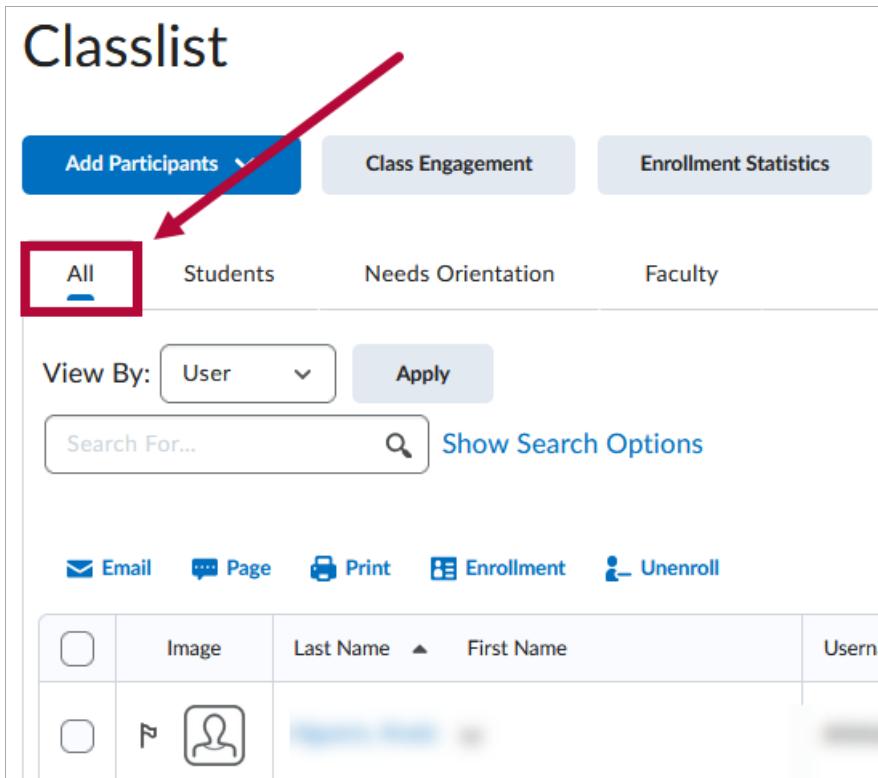 Classlist
Add Participants Class Engagement Enrollment Statistics
All Students Needs Orientation Faculty
View By: User Apply
Search For... Show Search Options
Email Page Print Enrollment Unenroll
Image Last Name First Name Usern